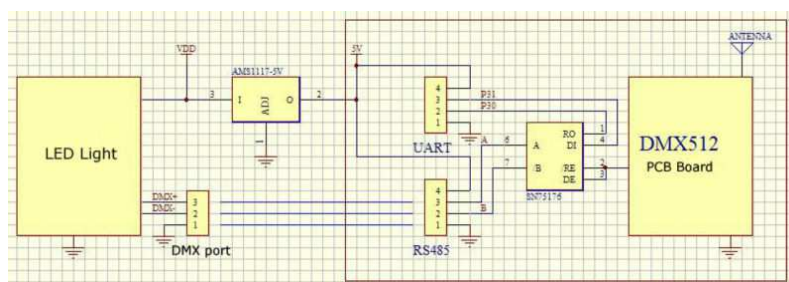 ANTENNA
VDD
5V
AMS1117-5V
3
I
ADJ
O
2
1
4
3
2
1
P31
P30
UART
A
6
7
A
/B
RO
DI
/RE
DE
1
4
2
3
SN75176
DMX512
PCB Board
LED Light
DMX+
DMX-
3
2
1
DMX port
4
3
2
1
B
RS485